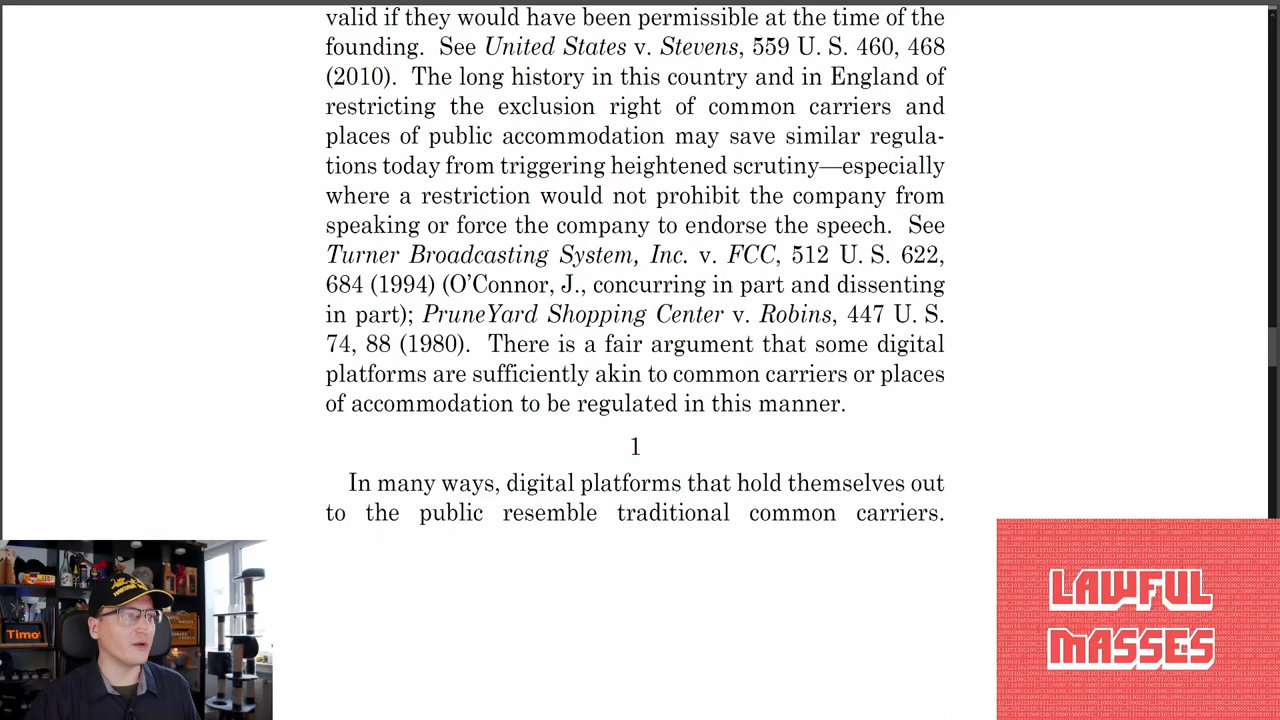 valid if they would have been permissible at the time of the
founding. See United States v. Stevens, 559 U. S. 460, 468
(2010). The long history in this country and in England of
restricting the exclusion right of common carriers and
places of public accommodation may save similar regula-
tions today from triggering heightened scrutiny—especially
where a restriction would not prohibit the company from
speaking or force the company to endorse the speech. See
Turner Broadcasting System, Inc. v. FCC, 512 U. S. 622,
684 (1994) (O'Connor, J., concurring in part and dissenting
in part); PruneYard Shopping Center v. Robins, 447 U. S.
74, 88 (1980). There is a fair argument that some digital
platforms are sufficiently akin to common carriers or places
of accommodation to be regulated in this manner.
1
In many ways, digital platforms that hold themselves out
to the public resemble traditional common carriers.
Timo
LAWFUL
MASSES